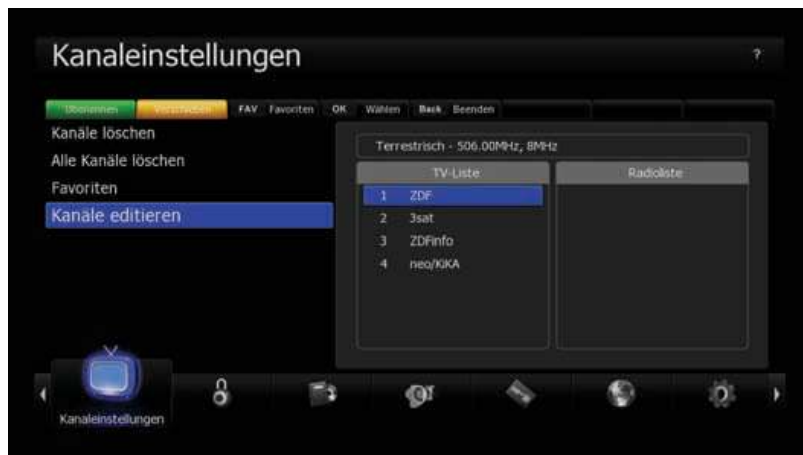 Kanaleinstellungen
?
FAV Favoriten OK Wählen Back Beenden
Kanäle löschen
Alle Kanäle löschen
Favoriten
Kanäle editieren
Terrestrisch - 506.00MHz, 8MHz
TV-Liste
Radioliste
1 ZDF
2 3sat
3 ZDFinfo
4 neo/KiKA
Kanaleinstellungen